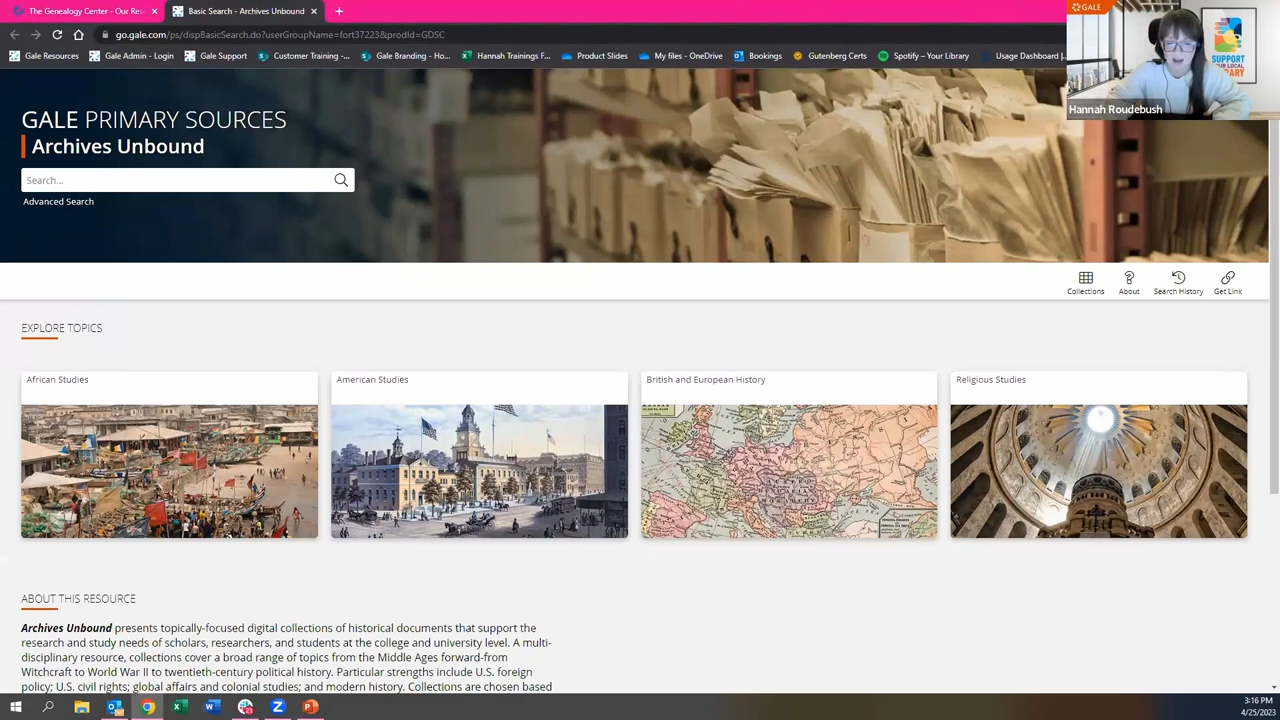 The Genealogy Center - Our Res
Basic Search - Archives Unbound
go.gale.com/ps/dispBasicSearch.do?userGroupName=fort37223&prodId=GDSC
Gale Resources
Gale Admin - Login
Gale Support
Customer Training -...
Gale Branding - Ho...
Hannah Trainings F...
Product Slides
My files - OneDrive
Bookings
Gutenberg Certs
Spotify – Your Library
Usage Dashboard |
GALE
SUPPORT
YOUR LOCAL
LIBRARY
Hannah Roudebush
GALE PRIMARY SOURCES
Archives Unbound
Search...
Advanced Search
Collections
About
Search History
Get Link
EXPLORE TOPICS
African Studies
American Studies
British and European History
Religious Studies
ABOUT THIS RESOURCE
Archives Unbound presents topically-focused digital collections of historical documents that support the
research and study needs of scholars, researchers, and students at the college and university level. A multi-
disciplinary resource, collections cover a broad range of topics from the Middle Ages forward-from
Witchcraft to World War II to twentieth-century political history. Particular strengths include U.S. foreign
policy; U.S. civil rights; global affairs and colonial studies; and modern history. Collections are chosen based
3:16 PM
4/25/2023